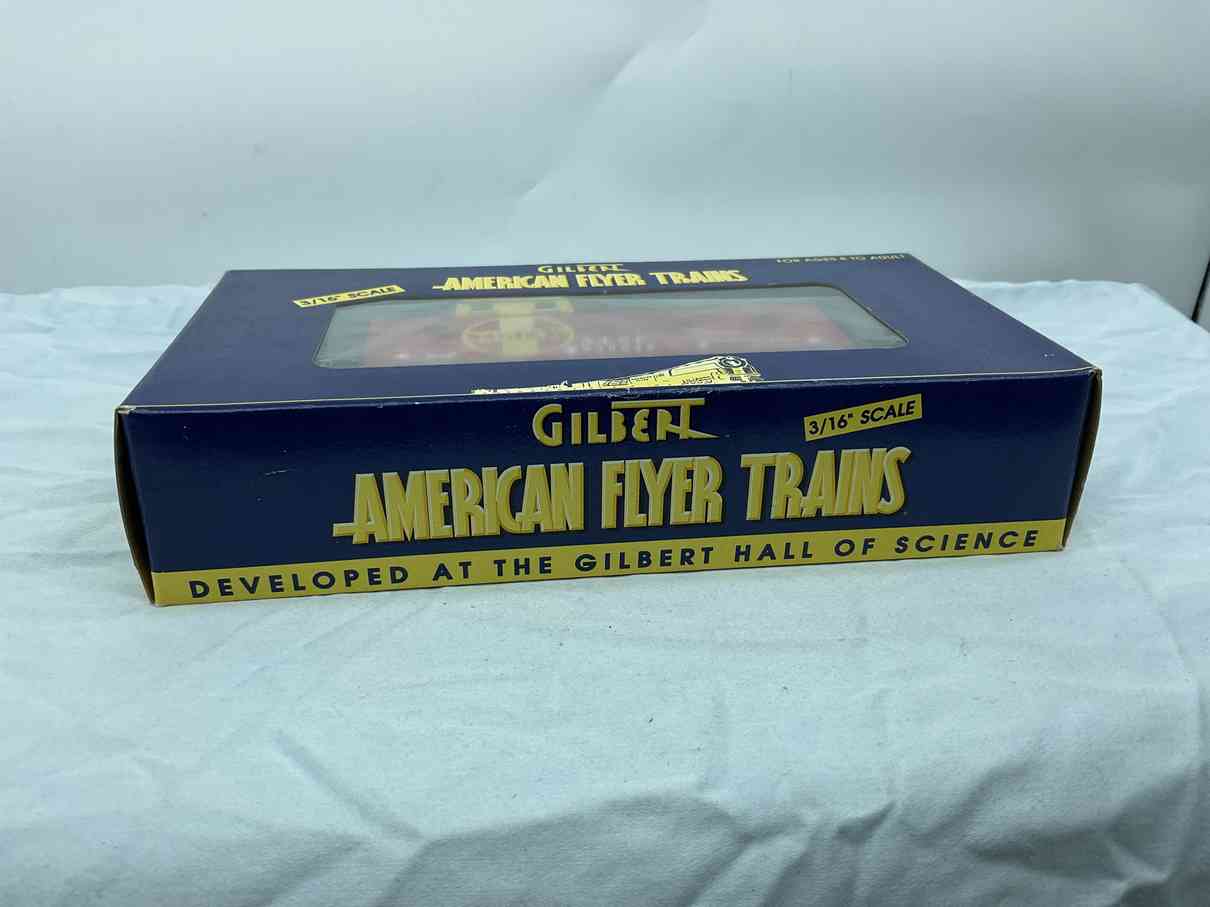 GILBERT
AMERICAN FLYER TRAINS
3/16" SCALE
FOR AGES 8 TO ADULT
GILBERT
3/16" SCALE
AMERICAN FLYER TRAINS
DEVELOPED AT THE GILBERT HALL OF SCIENCE